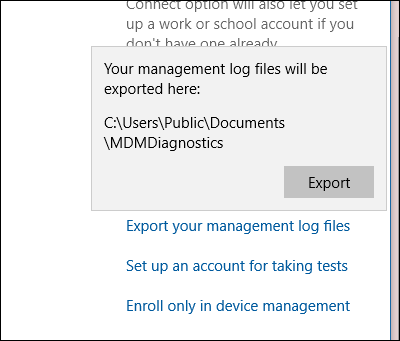 Connect option will also let you set
up a work or school account if you
don't have one already.
Your management log files will be
exported here:
C:\Users\Public\Documents
\MDMDiagnostics
Export
Export your management log files
Set up an account for taking tests
Enroll only in device management